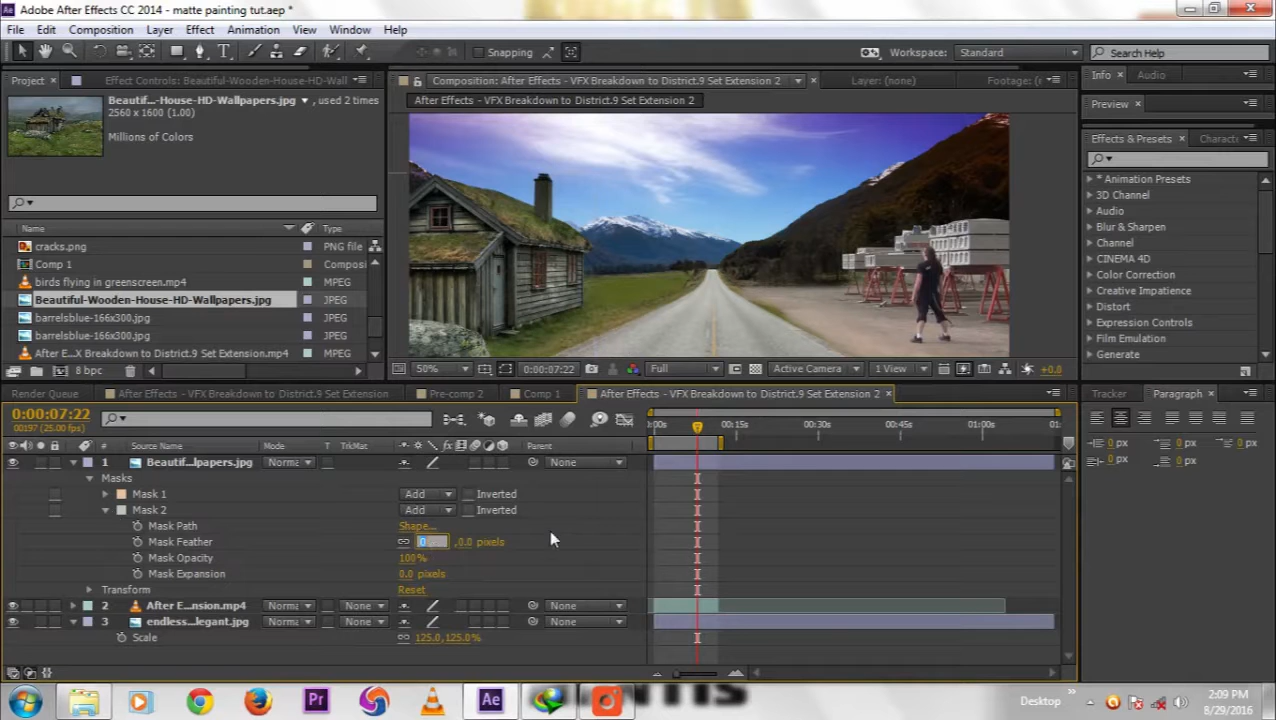 Adobe After Effects CC 2014 - matte painting tut.aep *
File Edit Composition Layer Effect Animation View Window Help
Snapping
Workspace: Standard
Search Help
Project
Effect Controls: Beautiful-Wooden-House-HD-Wall
Composition: After Effects - VFX Breakdown to District.9 Set Extension 2
Layer: (none)
Footage: (
Info
Audio
Beautif...-House-HD-Wallpapers.jpg , used 2 times
2560 x 1600 (1.00)
Millions of Colors
After Effects - VFX Breakdown to District.9 Set Extension 2
Preview
Effects & Presets
Characte
* Animation Presets
3D Channel
Audio
Blur & Sharpen
Channel
CINEMA 4D
Color Correction
Creative Impatience
Distort
Expression Controls
Film Emulation
Generate
Name Type
cracks.png PNG file
Comp 1 Composi
birds flying in greenscreen.mp4 MPEG
Beautiful-Wooden-House-HD-Wallpapers.jpg JPEG
barrelsblue-166x300.jpg JPEG
barrelsblue-166x300.jpg JPEG
After E...X Breakdown to District.9 Set Extension.mp4 MPEG
8 bpc
50% 0:00:07:22 Full Active Camera 1 View +0.0
Render Queue
After Effects - VFX Breakdown to District.9 Set Extension
Pre-comp 2
Comp 1
After Effects - VFX Breakdown to District.9 Set Extension 2
Tracker
Paragraph
0:00:07:22
00197 (25.00 fps)
:00s 00:15s 00:30s 00:45s 01:00s 01:
0 px 0 px 0 px
0 px 0 px
# Source Name Mode T TrkMat fx Parent
1 Beautif...lpapers.jpg Norma None
Masks
Mask 1 Add Inverted
Mask 2 Add Inverted
Mask Path Shape...
Mask Feather 0 ,0.0 pixels
Mask Opacity 100%
Mask Expansion 0.0 pixels
Transform Reset
2 After E...nsion.mp4 Norma None None
3 endless...legant.jpg Norma None None
Scale 125.0,125.0%
Desktop
2:09 PM
8/29/2016